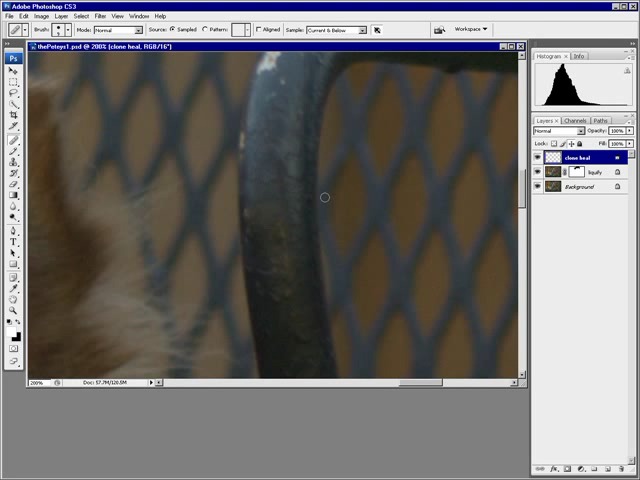 Adobe Photoshop CS3
File Edit Image Layer Select Filter View Window Help
Brush: Mode: Normal Source: Sampled Pattern: Aligned Sample: Current & Below Workspace
thePeteys1.psd @ 200% (clone heal, RGB/16*)
Ps
Histogram × Info
Layers × Channels Paths
Normal Opacity: 100%
Lock: Fill: 100%
clone heal
liquify
Background
200% Doc: 57.7M/120.5M